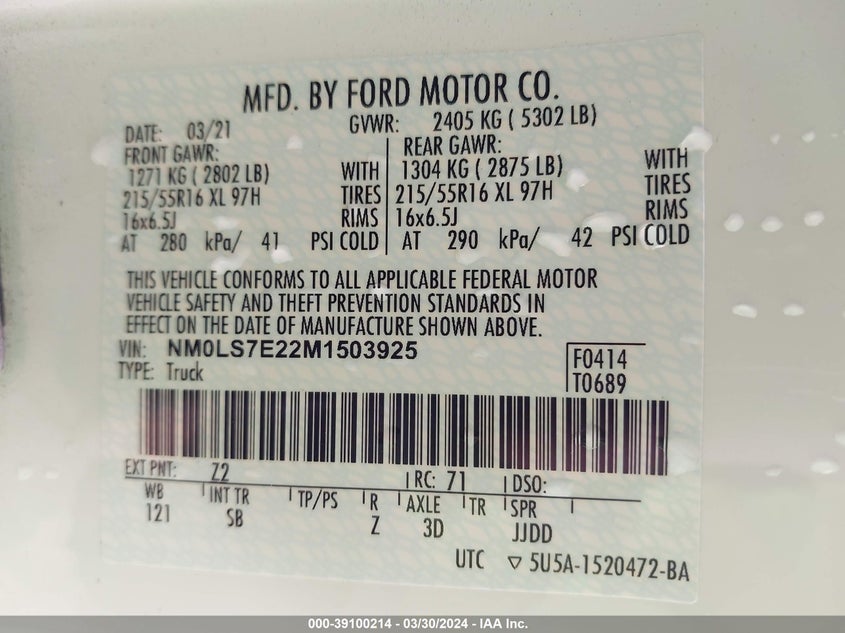 MFD. BY FORD MOTOR CO.
DATE: 03/21 GVWR: 2405 KG ( 5302 LB)
FRONT GAWR: REAR GAWR:
1271 KG ( 2802 LB) WITH 1304 KG ( 2875 LB) WITH
215/55R16 XL 97H TIRES 215/55R16 XL 97H TIRES
16x6.5J RIMS 16x6.5J RIMS
AT 280 kPa/ 41 PSI COLD AT 290 kPa/ 42 PSI COLD
THIS VEHICLE CONFORMS TO ALL APPLICABLE FEDERAL MOTOR
VEHICLE SAFETY AND THEFT PREVENTION STANDARDS IN
EFFECT ON THE DATE OF MANUFACTURE SHOWN ABOVE.
VIN: NM0LS7E22M1503925 F0414
TYPE: Truck T0689
EXT PNT: Z2 RC: 71 DSO:
WB INT TR TP/PS R AXLE TR SPR
121 SB Z 3D JJDD
UTC ▽ 5U5A-1520472-BA
000-39100214 - 03/30/2024 - IAA Inc.